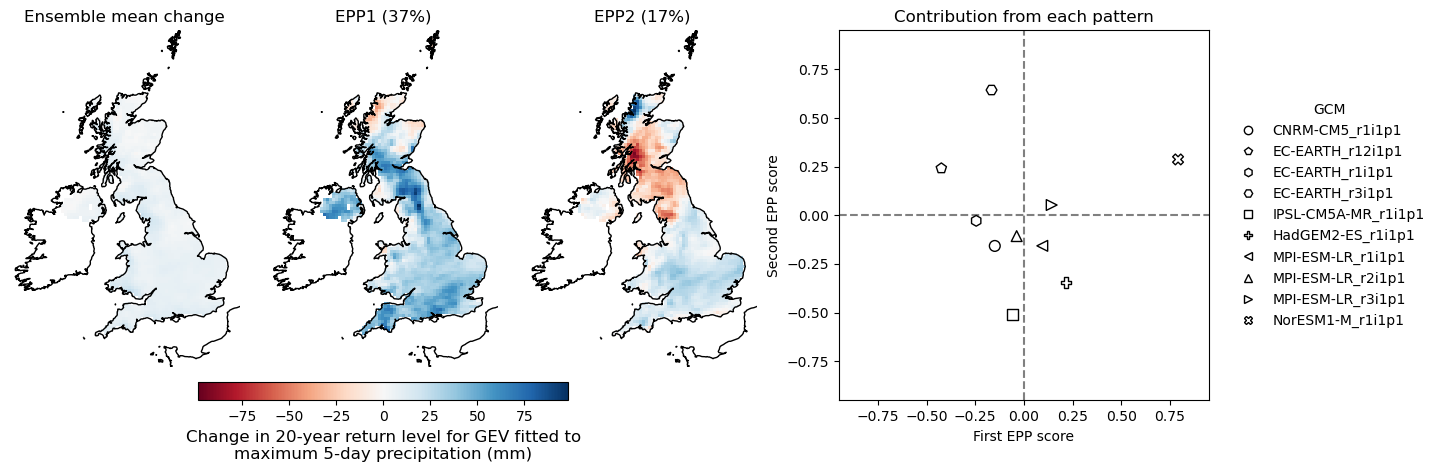 Ensemble mean change
EPP1 (37%)
EPP2 (17%)
Contribution from each pattern
−75
−50
−25
0
25
50
75
Change in 20-year return level for GEV fitted to
maximum 5-day precipitation (mm)
Second EPP score
0.75
0.50
0.25
0.00
−0.25
−0.50
−0.75
−0.75
−0.50
−0.25
0.00
0.25
0.50
0.75
First EPP score
GCM
CNRM-CM5_r1i1p1
EC-EARTH_r12i1p1
EC-EARTH_r1i1p1
EC-EARTH_r3i1p1
IPSL-CM5A-MR_r1i1p1
HadGEM2-ES_r1i1p1
MPI-ESM-LR_r1i1p1
MPI-ESM-LR_r2i1p1
MPI-ESM-LR_r3i1p1
NorESM1-M_r1i1p1